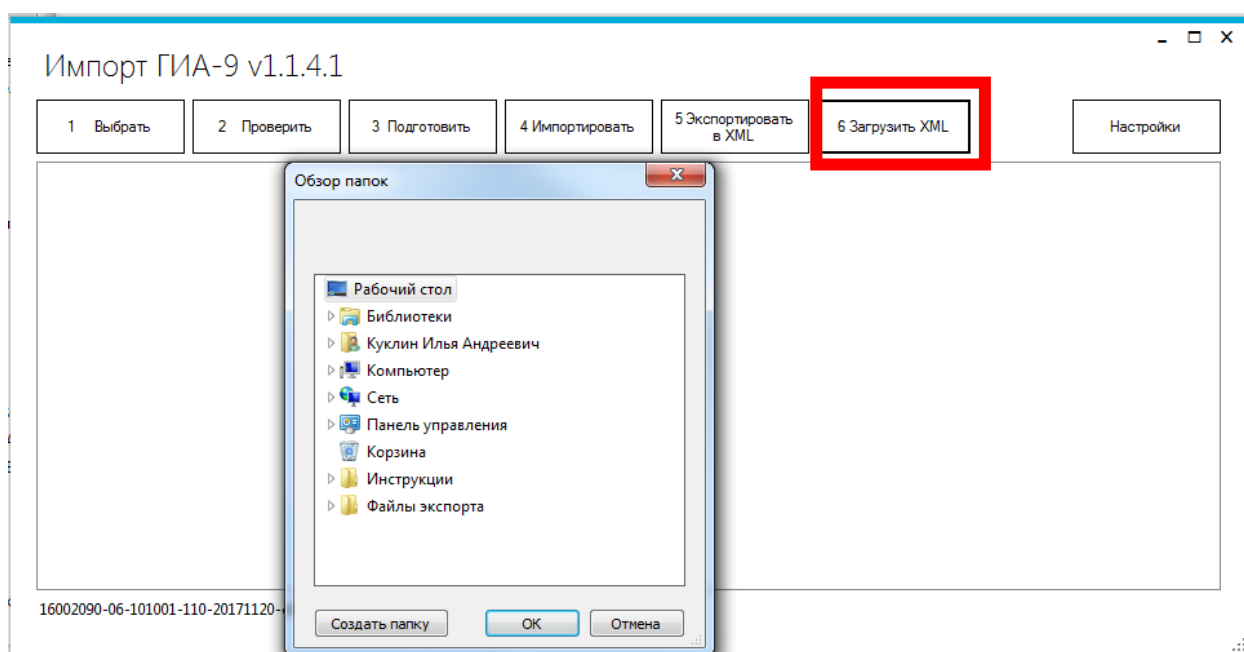 Импорт ГИА-9 v1.1.4.1
1 Выбрать
2 Проверить
3 Подготовить
4 Импортировать
5 Экспортировать
в XML
6 Загрузить XML
Настройки
Обзор папок
Рабочий стол
Библиотеки
Куклин Илья Андреевич
Компьютер
Сеть
Панель управления
Корзина
Инструкции
Файлы экспорта
16002090-06-101001-110-20171120-
Создать папку
ОК
Отмена